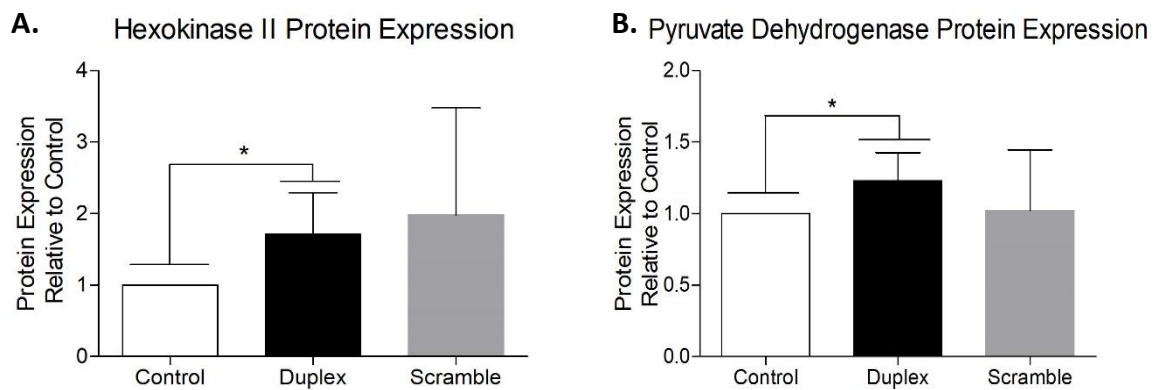 A.
Hexokinase II Protein Expression
Protein Expression
Relative to Control
4
3
2
1
0
*
Control
Duplex
Scramble
B.
Pyruvate Dehydrogenase Protein Expression
Protein Expression
Relative to Control
2.0
1.5
1.0
0.5
0.0
*
Control
Duplex
Scramble